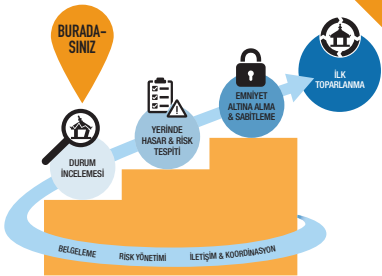 BURADA–
SINIZ
DURUM
İNCELEMESİ
YERİNDE
HASAR & RİSK
TESPİTİ
EMNİYET
ALTINA ALMA
& SABİTLEME
İLK
TOPARLANMA
BELGELEME
RİSK YÖNETİMİ
İLETİŞİM & KOORDİNASYON